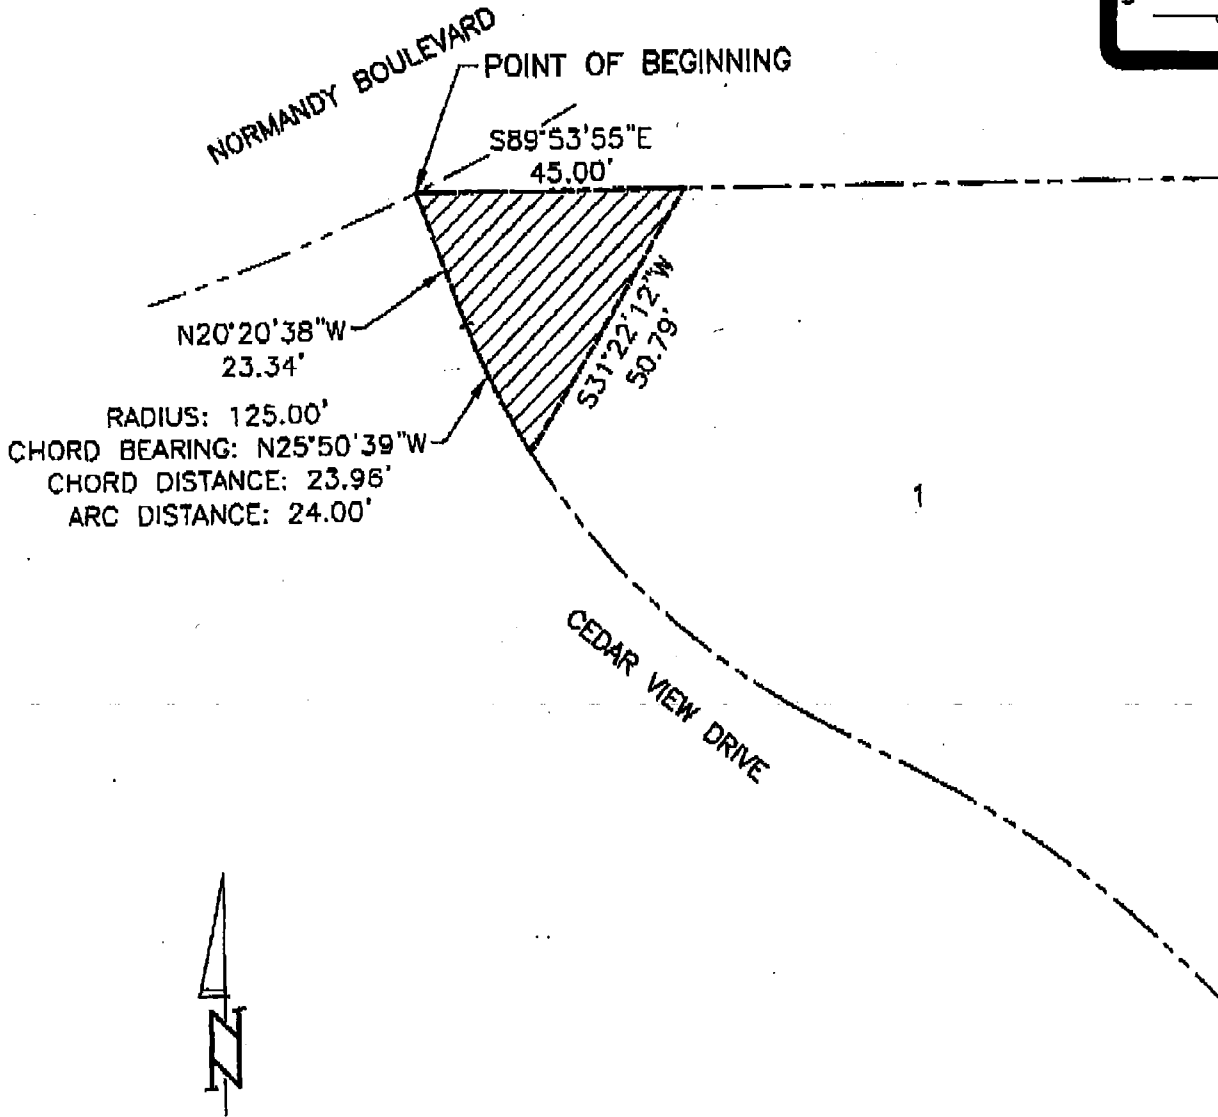 NORMANDY BOULEVARD
POINT OF BEGINNING
S89°53'55"E
45.00'
N20°20'38"W
23.34'
S31°22'12"W
50.79'
RADIUS: 125.00'
CHORD BEARING: N25°50'39"W
CHORD DISTANCE: 23.96'
ARC DISTANCE: 24.00'
1
CEDAR VIEW DRIVE
N